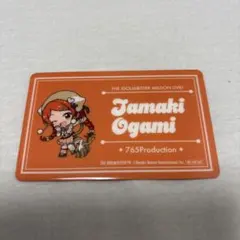 THE IDOLM@STER MILLION LIVE!
Tamaki
Ogami
765Production